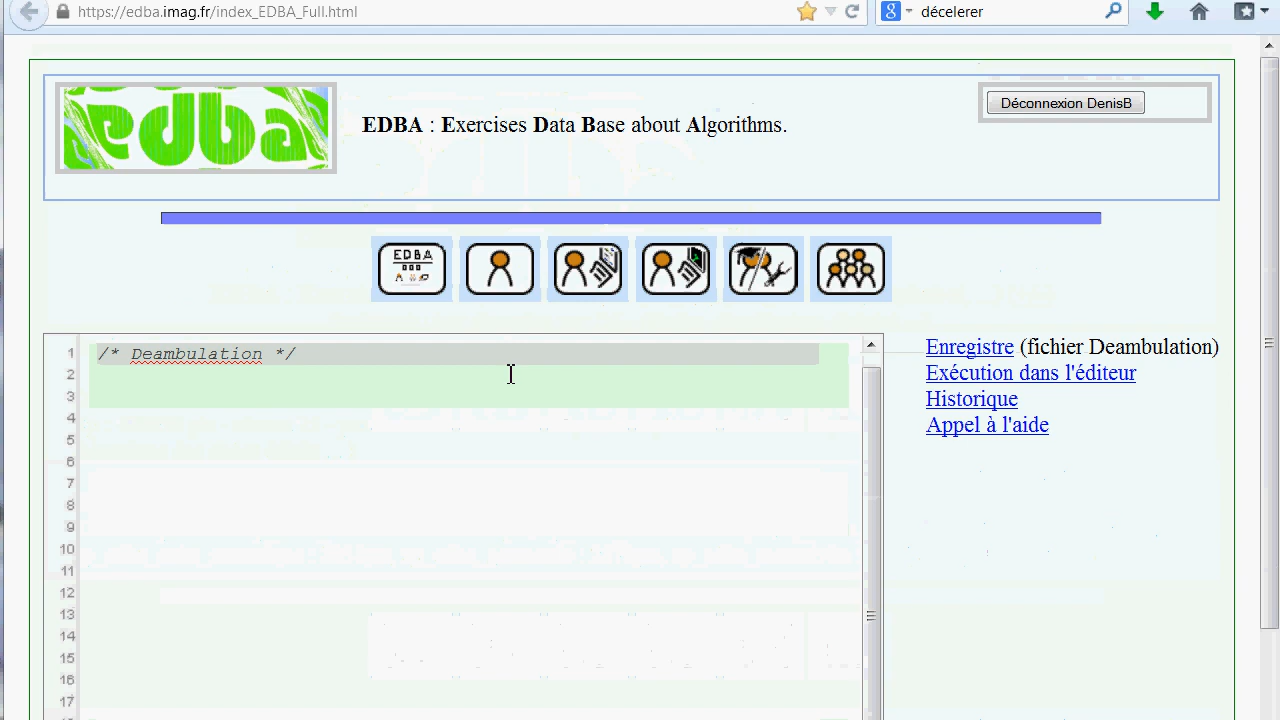 https://edba.imag.fr/index_EDBA_Full.html
décelerer
edba
EDBA : Exercises Data Base about Algorithms.
Déconnexion DenisB
EDBA
1 /* Deambulation */
2
3
4
5
6
7
8
9
10
11
12
13
14
15
16
17
Enregistre (fichier Deambulation)
Exécution dans l'éditeur
Historique
Appel à l'aide